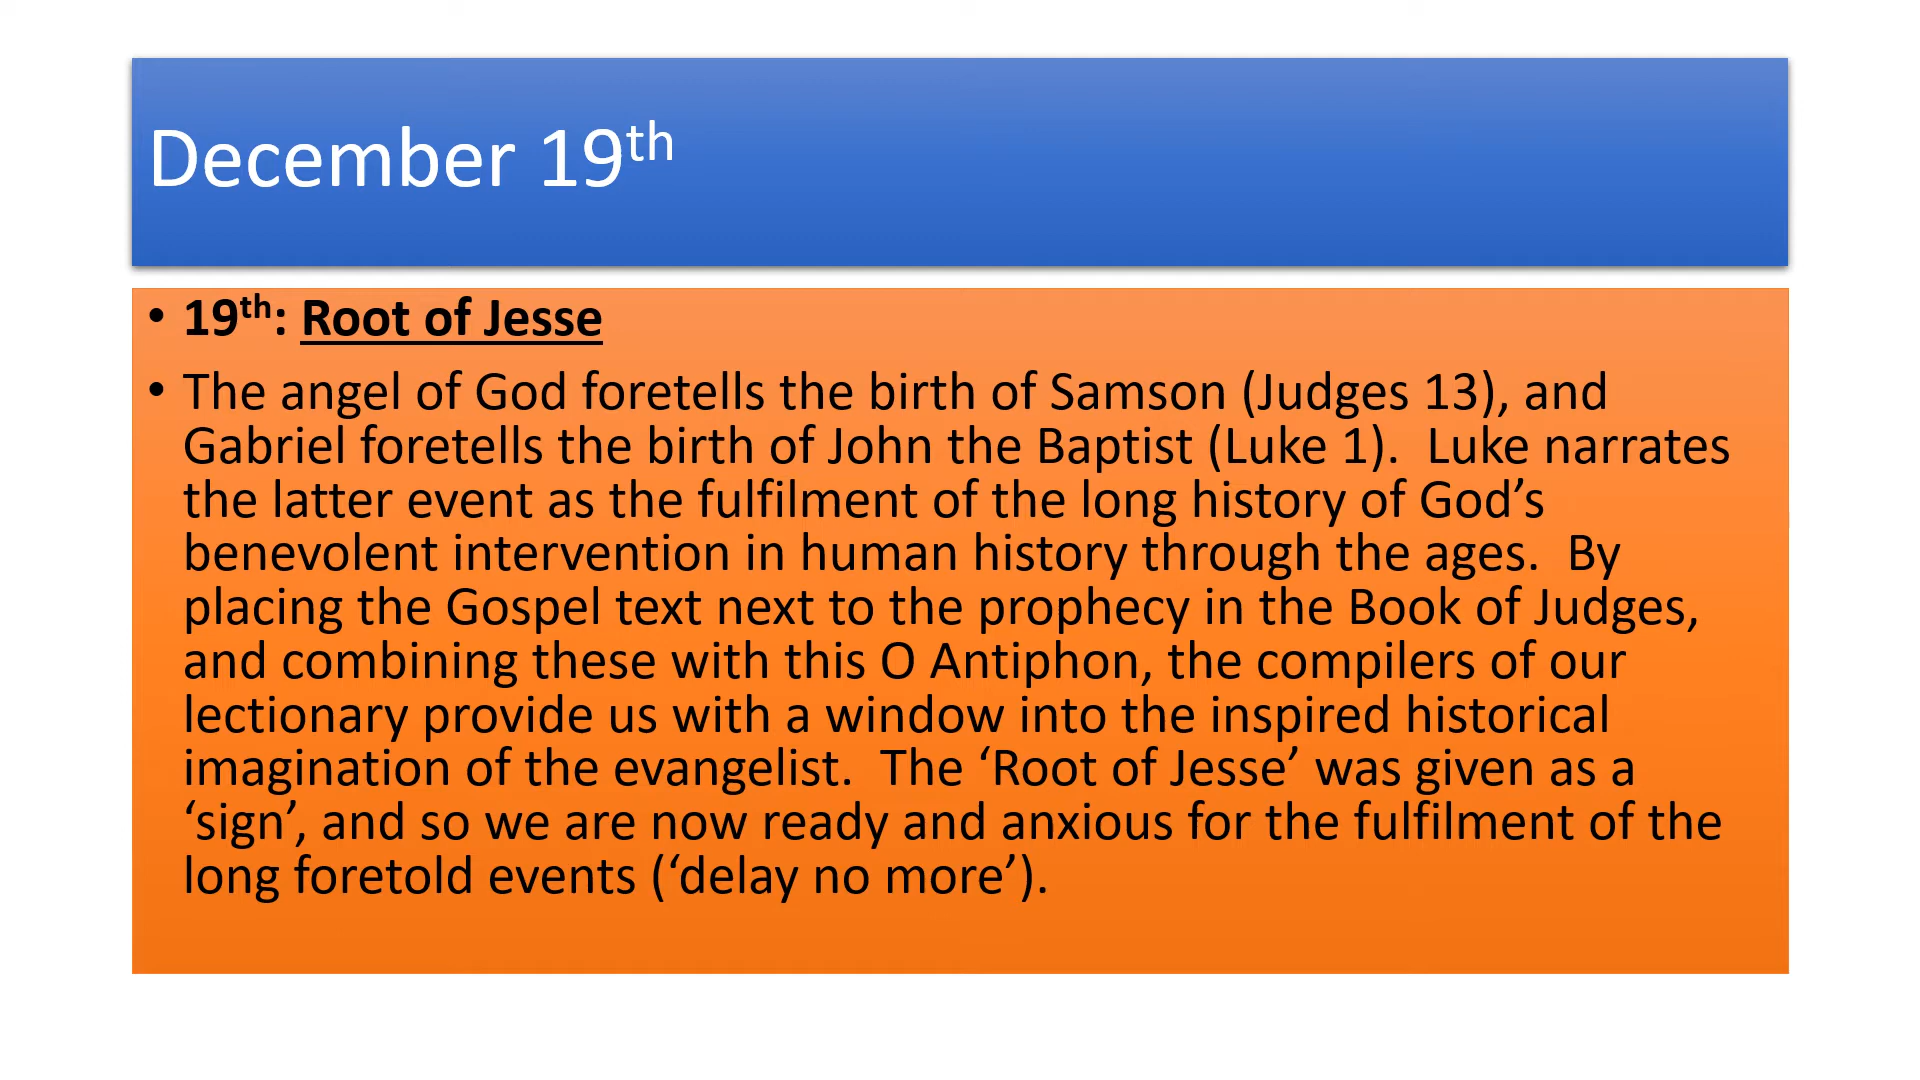 December 19th
• 19th: Root of Jesse
• The angel of God foretells the birth of Samson (Judges 13), and
Gabriel foretells the birth of John the Baptist (Luke 1).  Luke narrates
the latter event as the fulfilment of the long history of God’s
benevolent intervention in human history through the ages.  By
placing the Gospel text next to the prophecy in the Book of Judges,
and combining these with this O Antiphon, the compilers of our
lectionary provide us with a window into the inspired historical
imagination of the evangelist.  The ‘Root of Jesse’ was given as a
‘sign’, and so we are now ready and anxious for the fulfilment of the
long foretold events (‘delay no more’).